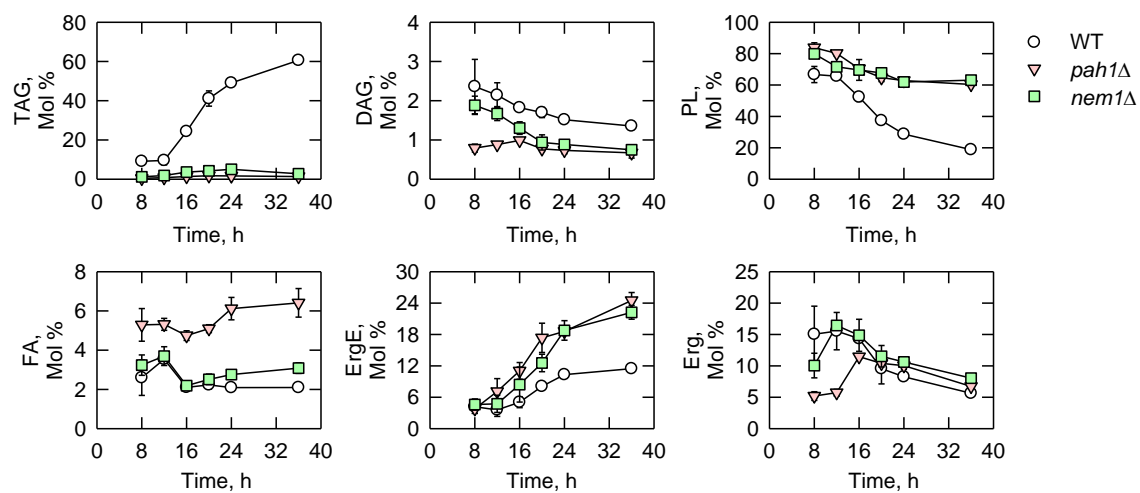 TAG,
Mol %
80
60
40
20
0
0 8 16 24 32 40
Time, h
DAG,
Mol %
4
3
2
1
0
0 8 16 24 32 40
Time, h
PL,
Mol %
100
80
60
40
20
0
0 8 16 24 32 40
Time, h
WT
pah1Δ
nem1Δ
FA,
Mol %
8
6
4
2
0
0 8 16 24 32 40
Time, h
ErgE,
Mol %
30
24
18
12
6
0
0 8 16 24 32 40
Time, h
Erg,
Mol %
25
20
15
10
5
0
0 8 16 24 32 40
Time, h